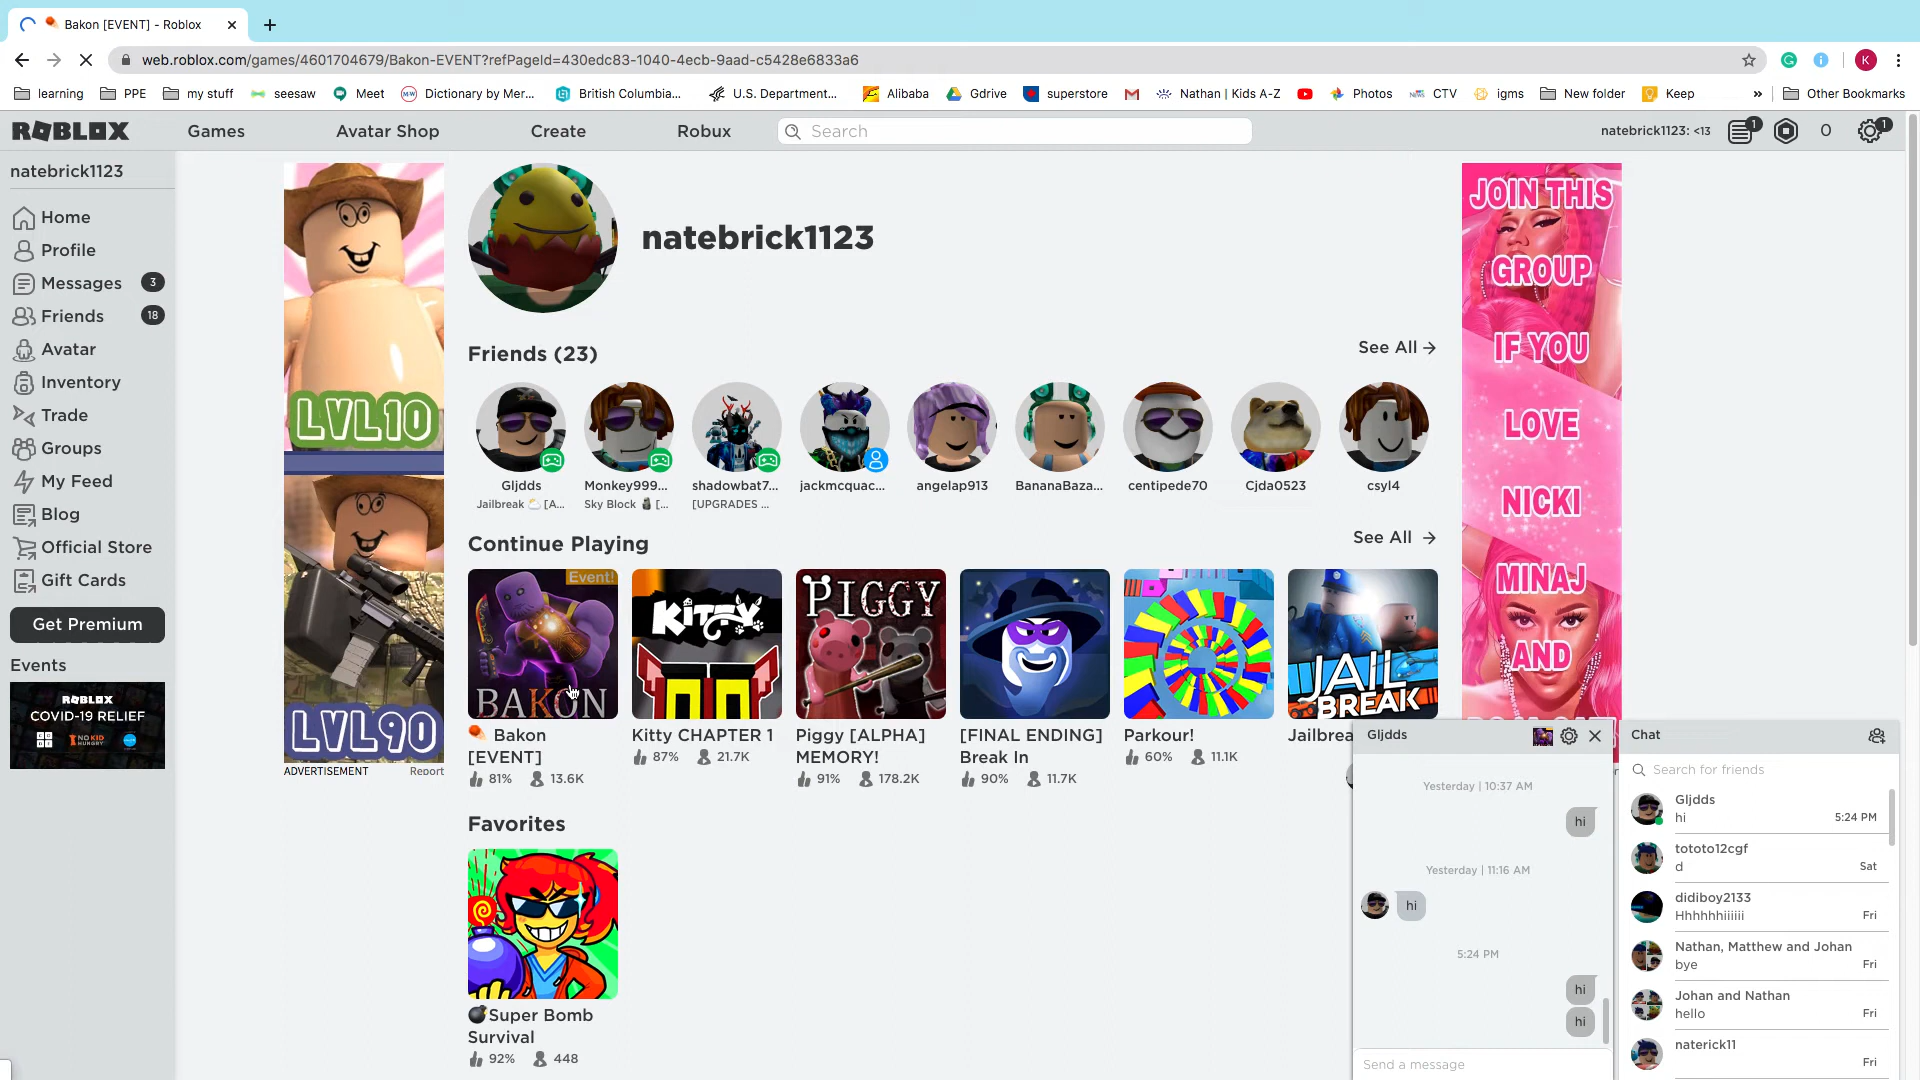 Bakon [EVENT] - Roblox
web.roblox.com/games/4601704679/Bakon-EVENT?refPageId=430edc83-1040-4ecb-9aad-c5428e6833a6
K
learning
PPE
my stuff
seesaw
Meet
Dictionary by Mer...
British Columbia...
U.S. Department...
Alibaba
Gdrive
superstore
Nathan | Kids A-Z
Photos
CTV
igms
New folder
Keep
»
Other Bookmarks
ROBLOX
Games
Avatar Shop
Create
Robux
Search
natebrick1123: <13
1
0
1
natebrick1123
Home
Profile
Messages
3
Friends
18
Avatar
Inventory
Trade
Groups
My Feed
Blog
Official Store
Gift Cards
Get Premium
Events
ROBLOX
COVID-19 RELIEF
NO KID
HUNGRY
LVL10
LVL90
ADVERTISEMENT
Report
natebrick1123
Friends (23)
See All
Gljdds
Jailbreak [A...
Monkey999...
Sky Block [...
shadowbat7...
[UPGRADES ...
jackmcquac...
angelap913
BananaBaza...
centipede70
Cjda0523
csyl4
Continue Playing
See All
Event!
BAKON
KITTY
PIGGY
JAIL
BREAK
Bakon
[EVENT]
81%
13.6K
Kitty CHAPTER 1
87%
21.7K
Piggy [ALPHA]
MEMORY!
91%
178.2K
[FINAL ENDING]
Break In
90%
11.7K
Parkour!
60%
11.1K
Jailbrea
Favorites
Super Bomb
Survival
92%
448
JOIN THIS
GROUP
IF YOU
LOVE
NICKI
MINAJ
AND
Gljdds
Yesterday | 10:37 AM
hi
Yesterday | 11:16 AM
hi
5:24 PM
hi
hi
Send a message
Chat
Search for friends
Gljdds
hi
5:24 PM
tototo12cgf
d
Sat
didiboy2133
Hhhhhhiiiiii
Fri
Nathan, Matthew and Johan
bye
Fri
Johan and Nathan
hello
Fri
naterick11
Fri